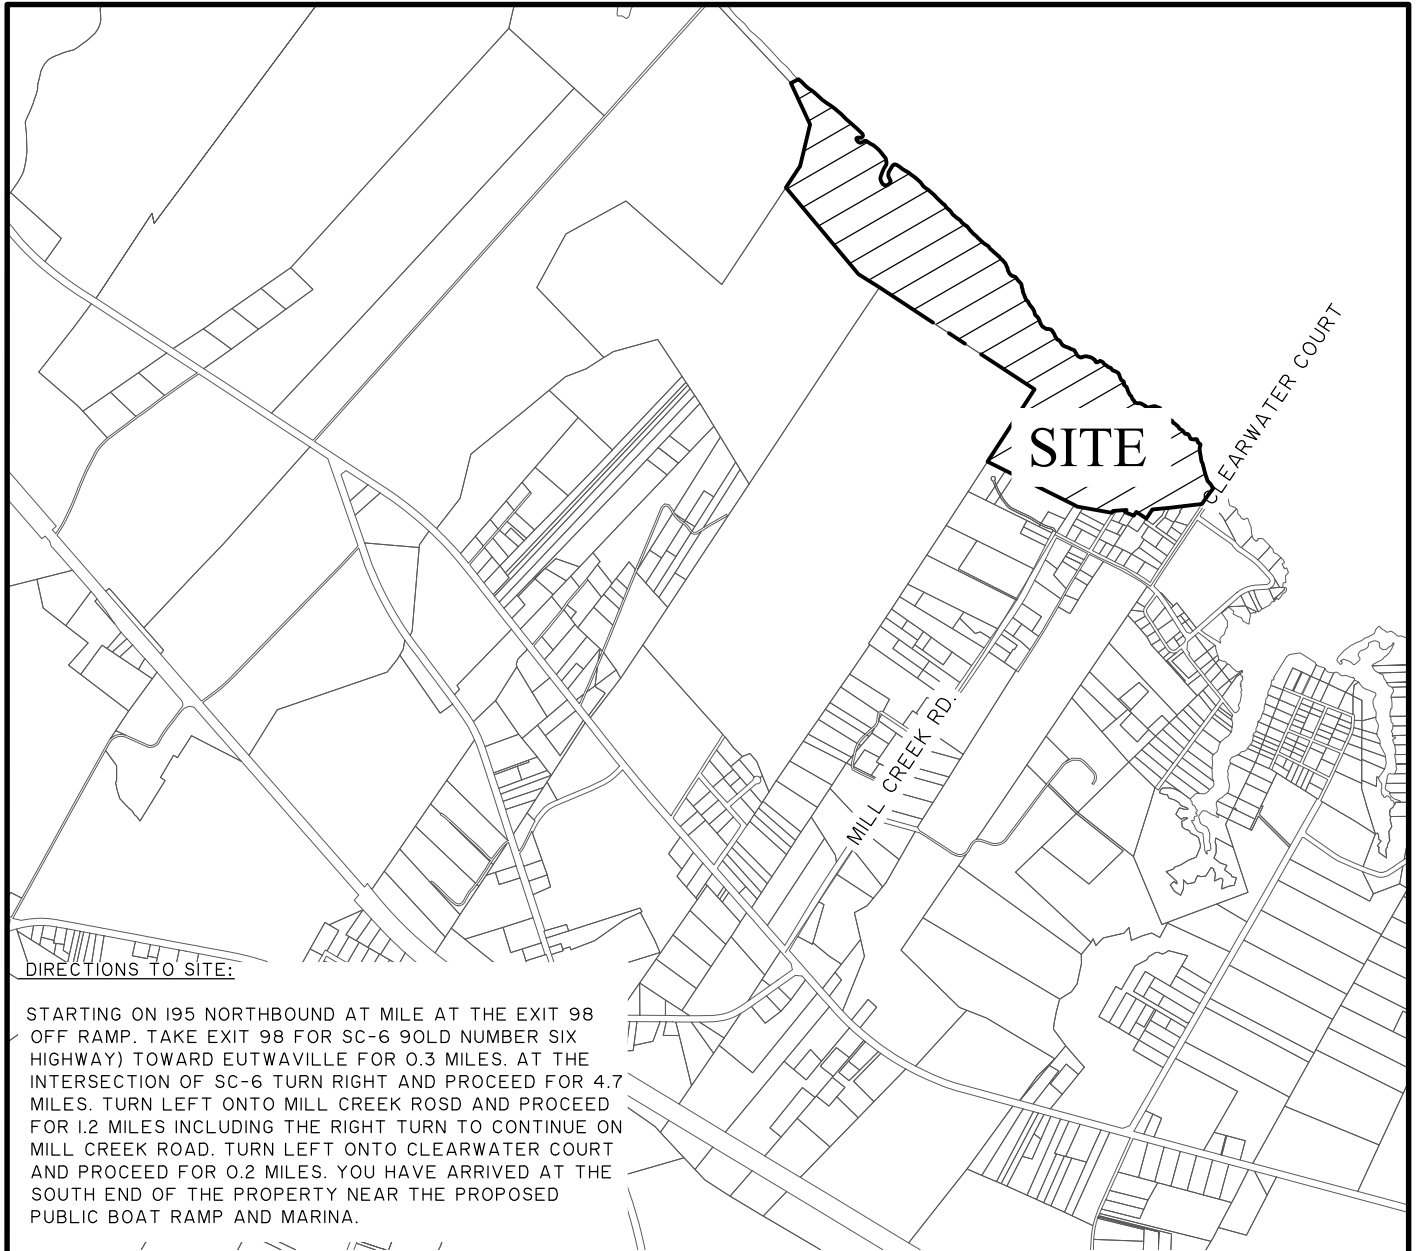 CLEARWATER COURT
SITE
MILL CREEK RD.
DIRECTIONS TO SITE:
STARTING ON I95 NORTHBOUND AT MILE AT THE EXIT 98
OFF RAMP. TAKE EXIT 98 FOR SC-6 9OLD NUMBER SIX
HIGHWAY) TOWARD EUTWAVILLE FOR 0.3 MILES. AT THE
INTERSECTION OF SC-6 TURN RIGHT AND PROCEED FOR 4.7
MILES. TURN LEFT ONTO MILL CREEK ROSD AND PROCEED
FOR 1.2 MILES INCLUDING THE RIGHT TURN TO CONTINUE ON
MILL CREEK ROAD. TURN LEFT ONTO CLEARWATER COURT
AND PROCEED FOR 0.2 MILES. YOU HAVE ARRIVED AT THE
SOUTH END OF THE PROPERTY NEAR THE PROPOSED
PUBLIC BOAT RAMP AND MARINA.